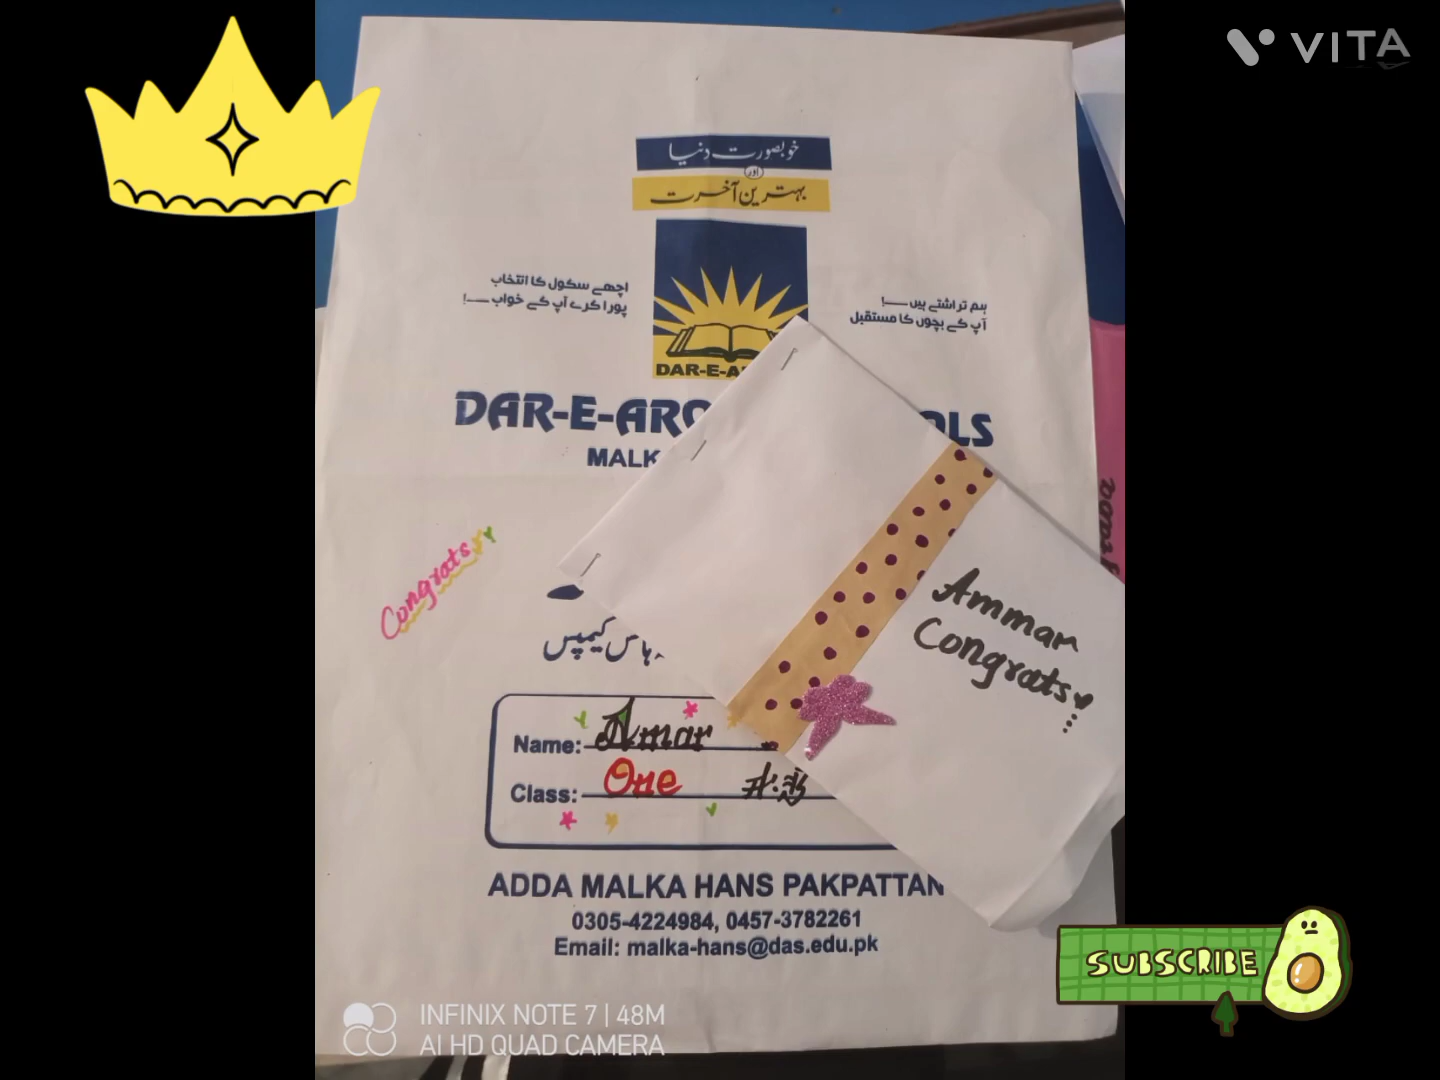 VITA
خوبصورت دنیا
اور
بہترین آخرت
اچھے سکول کا انتخاب
پورا کرے آپ کے خواب---!
ہم تراشتے ہیں---!
آپ کے بچوں کا مستقبل
DAR-E-A
DAR-E-ARQ OLS
MALK
Congrats
ہانس کیمپس
Ammar
Congrats
Name: Amar
Class: One
ADDA MALKA HANS PAKPATTAN
0305-4224984, 0457-3782261
Email: malka-hans@das.edu.pk
SUBSCRIBE
INFINIX NOTE 7 | 48M
AI HD QUAD CAMERA